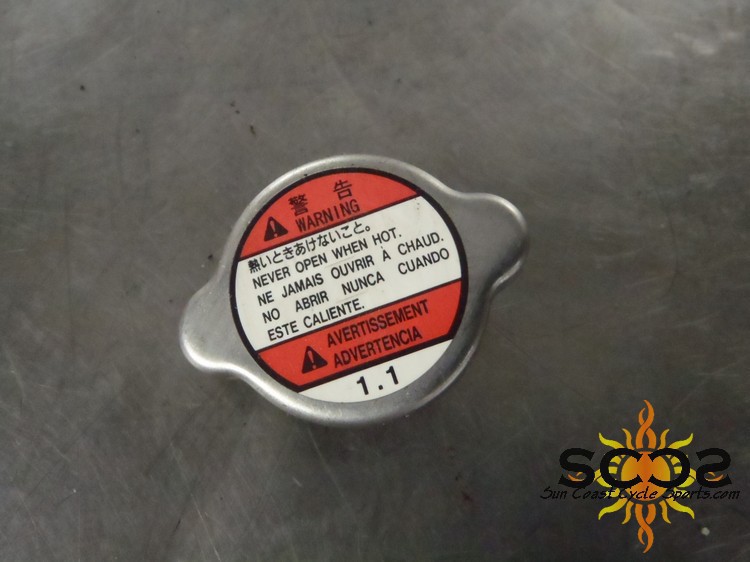 警 告
WARNING
熱いときあけないこと。
NEVER OPEN WHEN HOT.
NE JAMAIS OUVRIR À CHAUD.
NO ABRIR NUNCA CUANDO
ESTE CALIENTE.
AVERTISSEMENT
ADVERTENCIA
1.1
SCCS
Sun Coast Cycle Sports.com